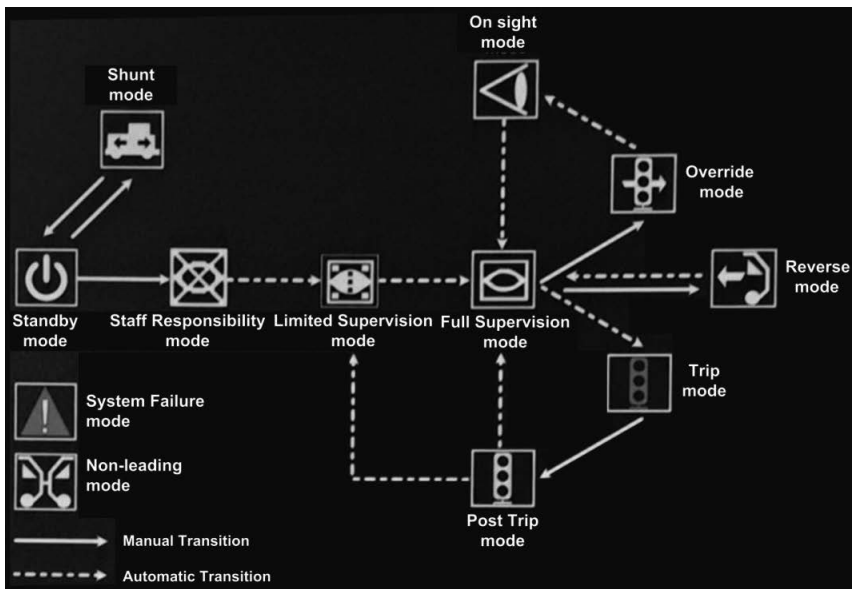 On sight
mode
Shunt
mode
Override
mode
Reverse
mode
Standby
mode
Staff Responsibility
mode
Limited Supervision
mode
Full Supervision
mode
Trip
mode
System Failure
mode
Non-leading
mode
Post Trip
mode
Manual Transition
Automatic Transition